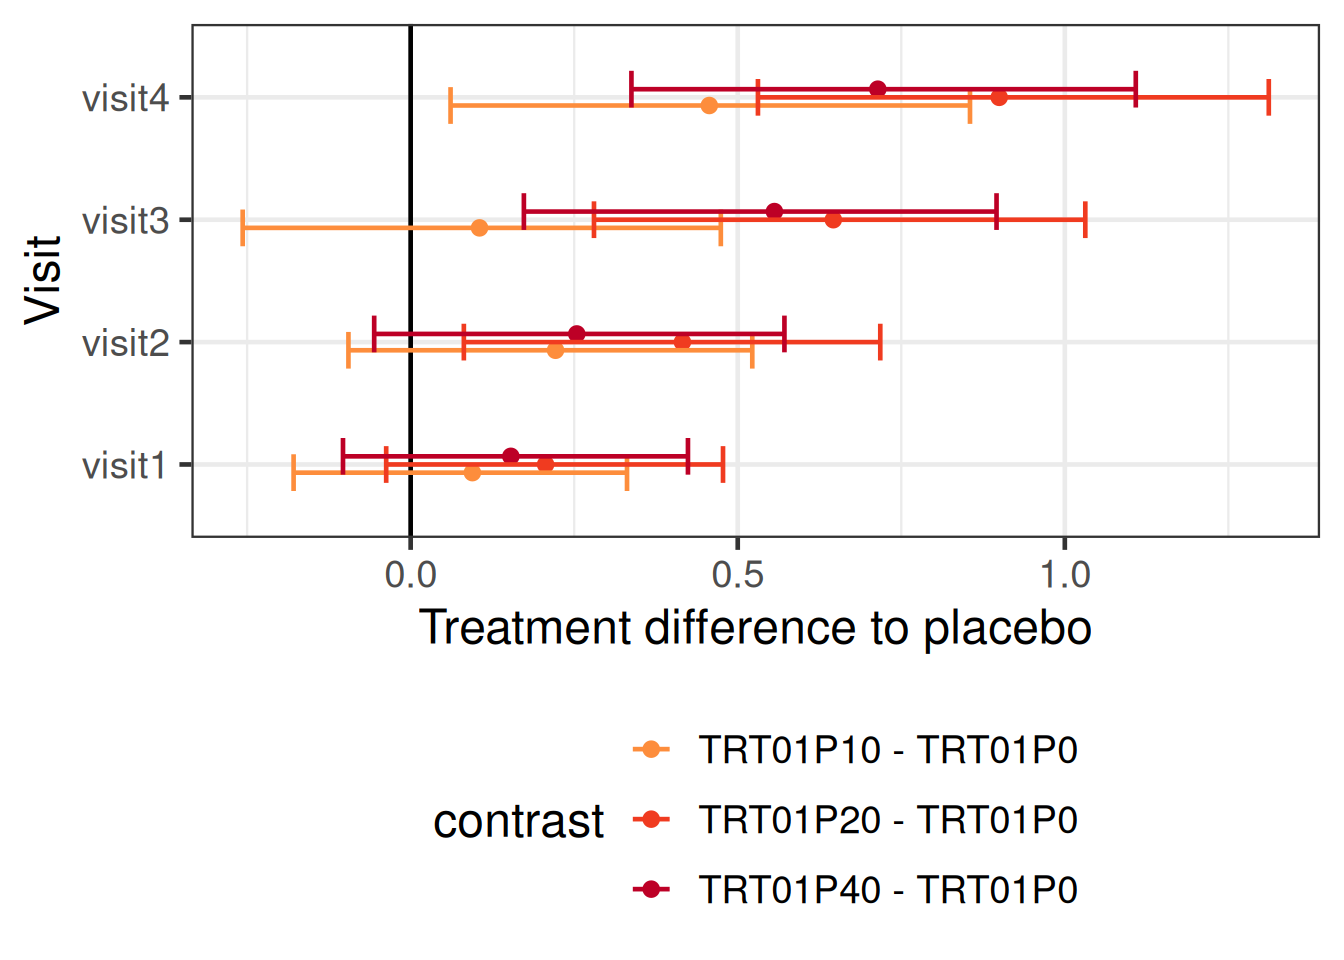 visit4
visit3
visit2
visit1
Visit
0.0 0.5 1.0
Treatment difference to placebo
contrast
TRT01P10 - TRT01P0
TRT01P20 - TRT01P0
TRT01P40 - TRT01P0